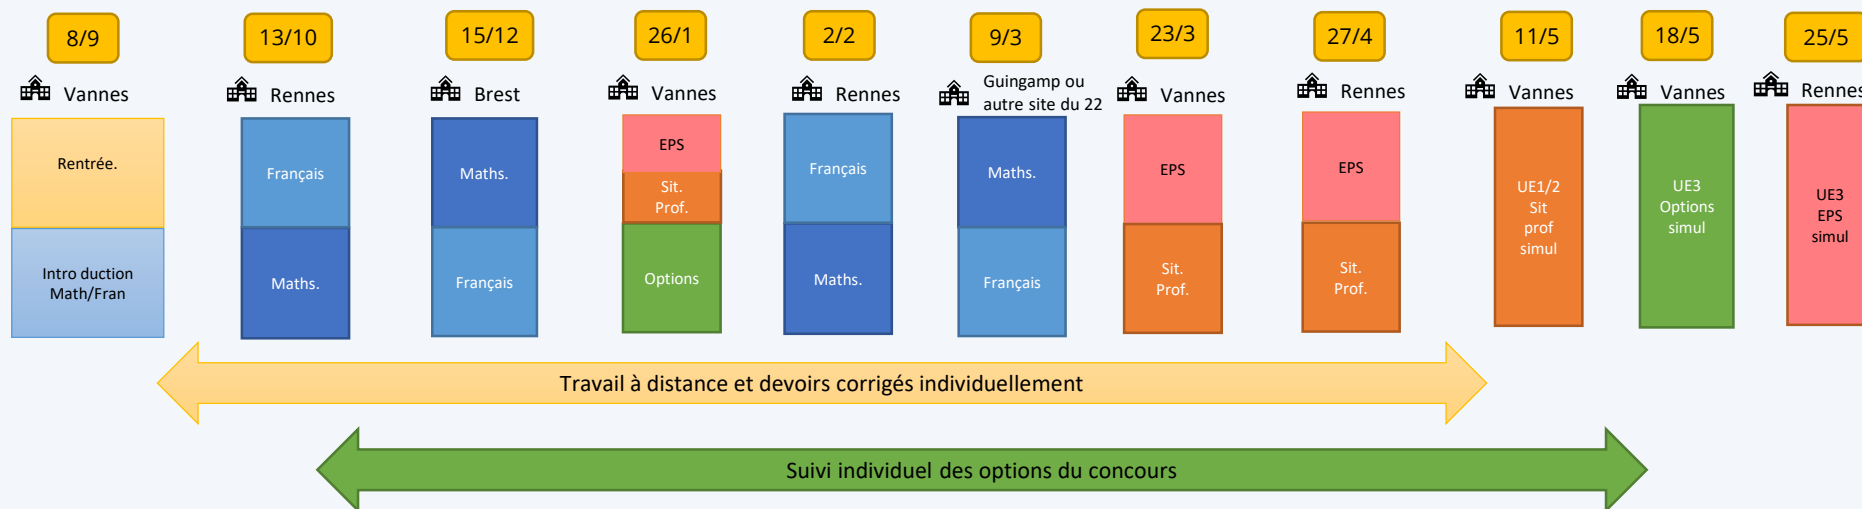 8/9
13/10
15/12
26/1
2/2
9/3
23/3
27/4
11/5
18/5
25/5
Vannes
Rennes
Brest
Vannes
Rennes
Guingamp ou
autre site du 22
Vannes
Rennes
Vannes
Vannes
Rennes
Rentrée.
Intro duction
Math/Fran
Français
Maths.
Maths.
Français
EPS
Sit.
Prof.
Options
Français
Maths.
Maths.
Français
EPS
Sit.
Prof.
EPS
Sit.
Prof.
UE1/2
Sit
prof
simul
UE3
Options
simul
UE3
EPS
simul
Travail à distance et devoirs corrigés individuellement
Suivi individuel des options du concours